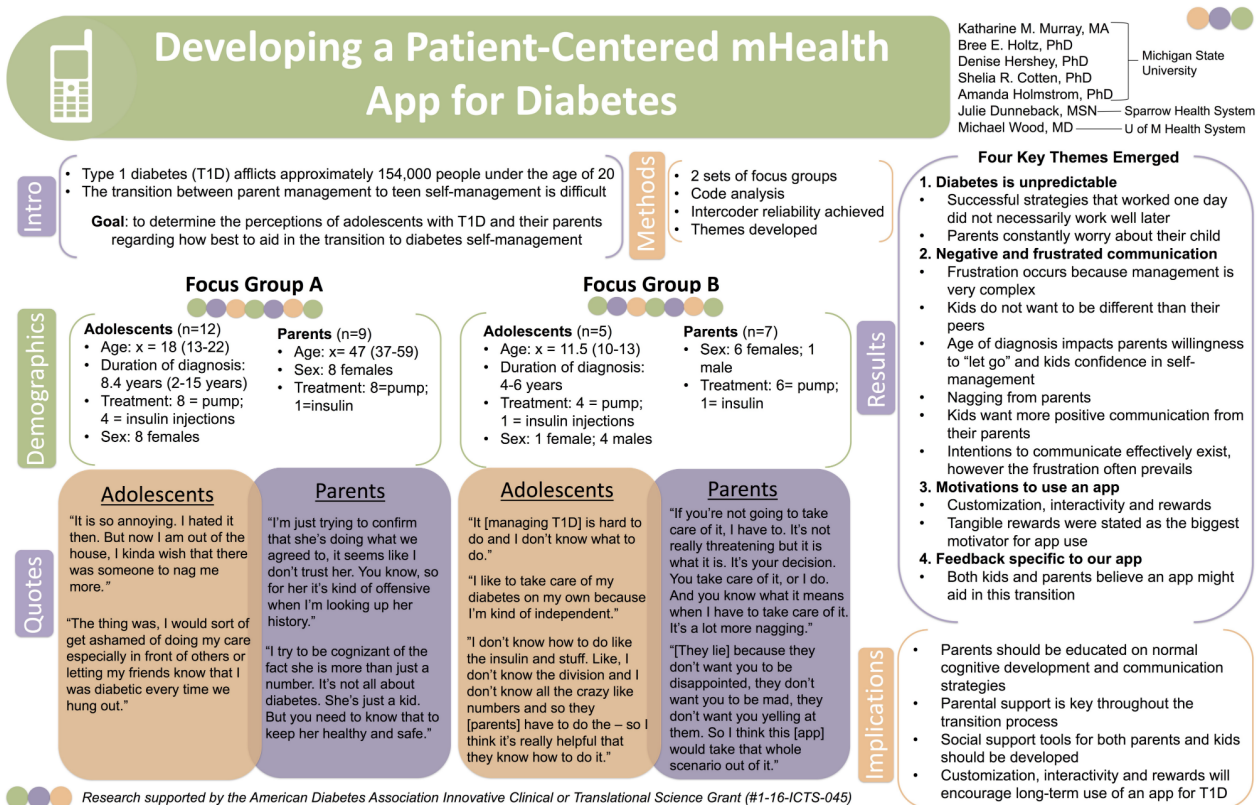 Developing a Patient-Centered mHealth
App for Diabetes
Katharine M. Murray, MA
Bree E. Holtz, PhD
Denise Hershey, PhD
Shelia R. Cotten, PhD
Amanda Holmstrom, PhD
Michigan State
University
Julie Dunneback, MSN
Sparrow Health System
Michael Wood, MD
U of M Health System
Intro
• Type 1 diabetes (T1D) afflicts approximately 154,000 people under the age of 20
• The transition between parent management to teen self-management is difficult
Goal: to determine the perceptions of adolescents with T1D and their parents
regarding how best to aid in the transition to diabetes self-management
Methods
• 2 sets of focus groups
• Code analysis
• Intercoder reliability achieved
• Themes developed
Demographics
Focus Group A
Adolescents (n=12)
• Age: x = 18 (13-22)
• Duration of diagnosis:
8.4 years (2-15 years)
• Treatment: 8 = pump;
4 = insulin injections
• Sex: 8 females
Parents (n=9)
• Age: x= 47 (37-59)
• Sex: 8 females
• Treatment: 8=pump;
1=insulin
Focus Group B
Adolescents (n=5)
• Age: x = 11.5 (10-13)
• Duration of diagnosis:
4-6 years
• Treatment: 4 = pump;
1 = insulin injections
• Sex: 1 female; 4 males
Parents (n=7)
• Sex: 6 females; 1
male
• Treatment: 6= pump;
1= insulin
Quotes
Adolescents
“It is so annoying. I hated it
then. But now I am out of the
house, I kinda wish that there
was someone to nag me
more.”
“The thing was, I would sort of
get ashamed of doing my care
especially in front of others or
letting my friends know that I
was diabetic every time we
hung out.”
Parents
“I’m just trying to confirm
that she’s doing what we
agreed to, it seems like I
don’t trust her. You know, so
for her it’s kind of offensive
when I’m looking up her
history.”
“I try to be cognizant of the
fact she is more than just a
number. It’s not all about
diabetes. She’s just a kid.
But you need to know that to
keep her healthy and safe.”
Adolescents
“It [managing T1D] is hard to
do and I don’t know what to
do.”
“I like to take care of my
diabetes on my own because
I’m kind of independent.”
“I don’t know how to do like
the insulin and stuff. Like, I
don’t know the division and I
don’t know all the crazy like
numbers and so they
[parents] have to do the – so I
think it’s really helpful that
they know how to do it.”
Parents
“If you’re not going to take
care of it, I have to. It’s not
really threatening but it is
what it is. It’s your decision.
You take care of it, or I do.
And you know what it means
when I have to take care of it.
It’s a lot more nagging.”
“[They lie] because they
don’t want you to be
disappointed, they don’t
want you to be mad, they
don’t want you yelling at
them. So I think this [app]
would take that whole
scenario out of it.”
Results
Four Key Themes Emerged
1. Diabetes is unpredictable
• Successful strategies that worked one day
did not necessarily work well later
• Parents constantly worry about their child
2. Negative and frustrated communication
• Frustration occurs because management is
very complex
• Kids do not want to be different than their
peers
• Age of diagnosis impacts parents willingness
to “let go” and kids confidence in self-
management
• Nagging from parents
• Kids want more positive communication from
their parents
• Intentions to communicate effectively exist,
however the frustration often prevails
3. Motivations to use an app
• Customization, interactivity and rewards
• Tangible rewards were stated as the biggest
motivator for app use
4. Feedback specific to our app
• Both kids and parents believe an app might
aid in this transition
Implications
• Parents should be educated on normal
cognitive development and communication
strategies
• Parental support is key throughout the
transition process
• Social support tools for both parents and kids
should be developed
• Customization, interactivity and rewards will
encourage long-term use of an app for T1D
Research supported by the American Diabetes Association Innovative Clinical or Translational Science Grant (#1-16-ICTS-045)